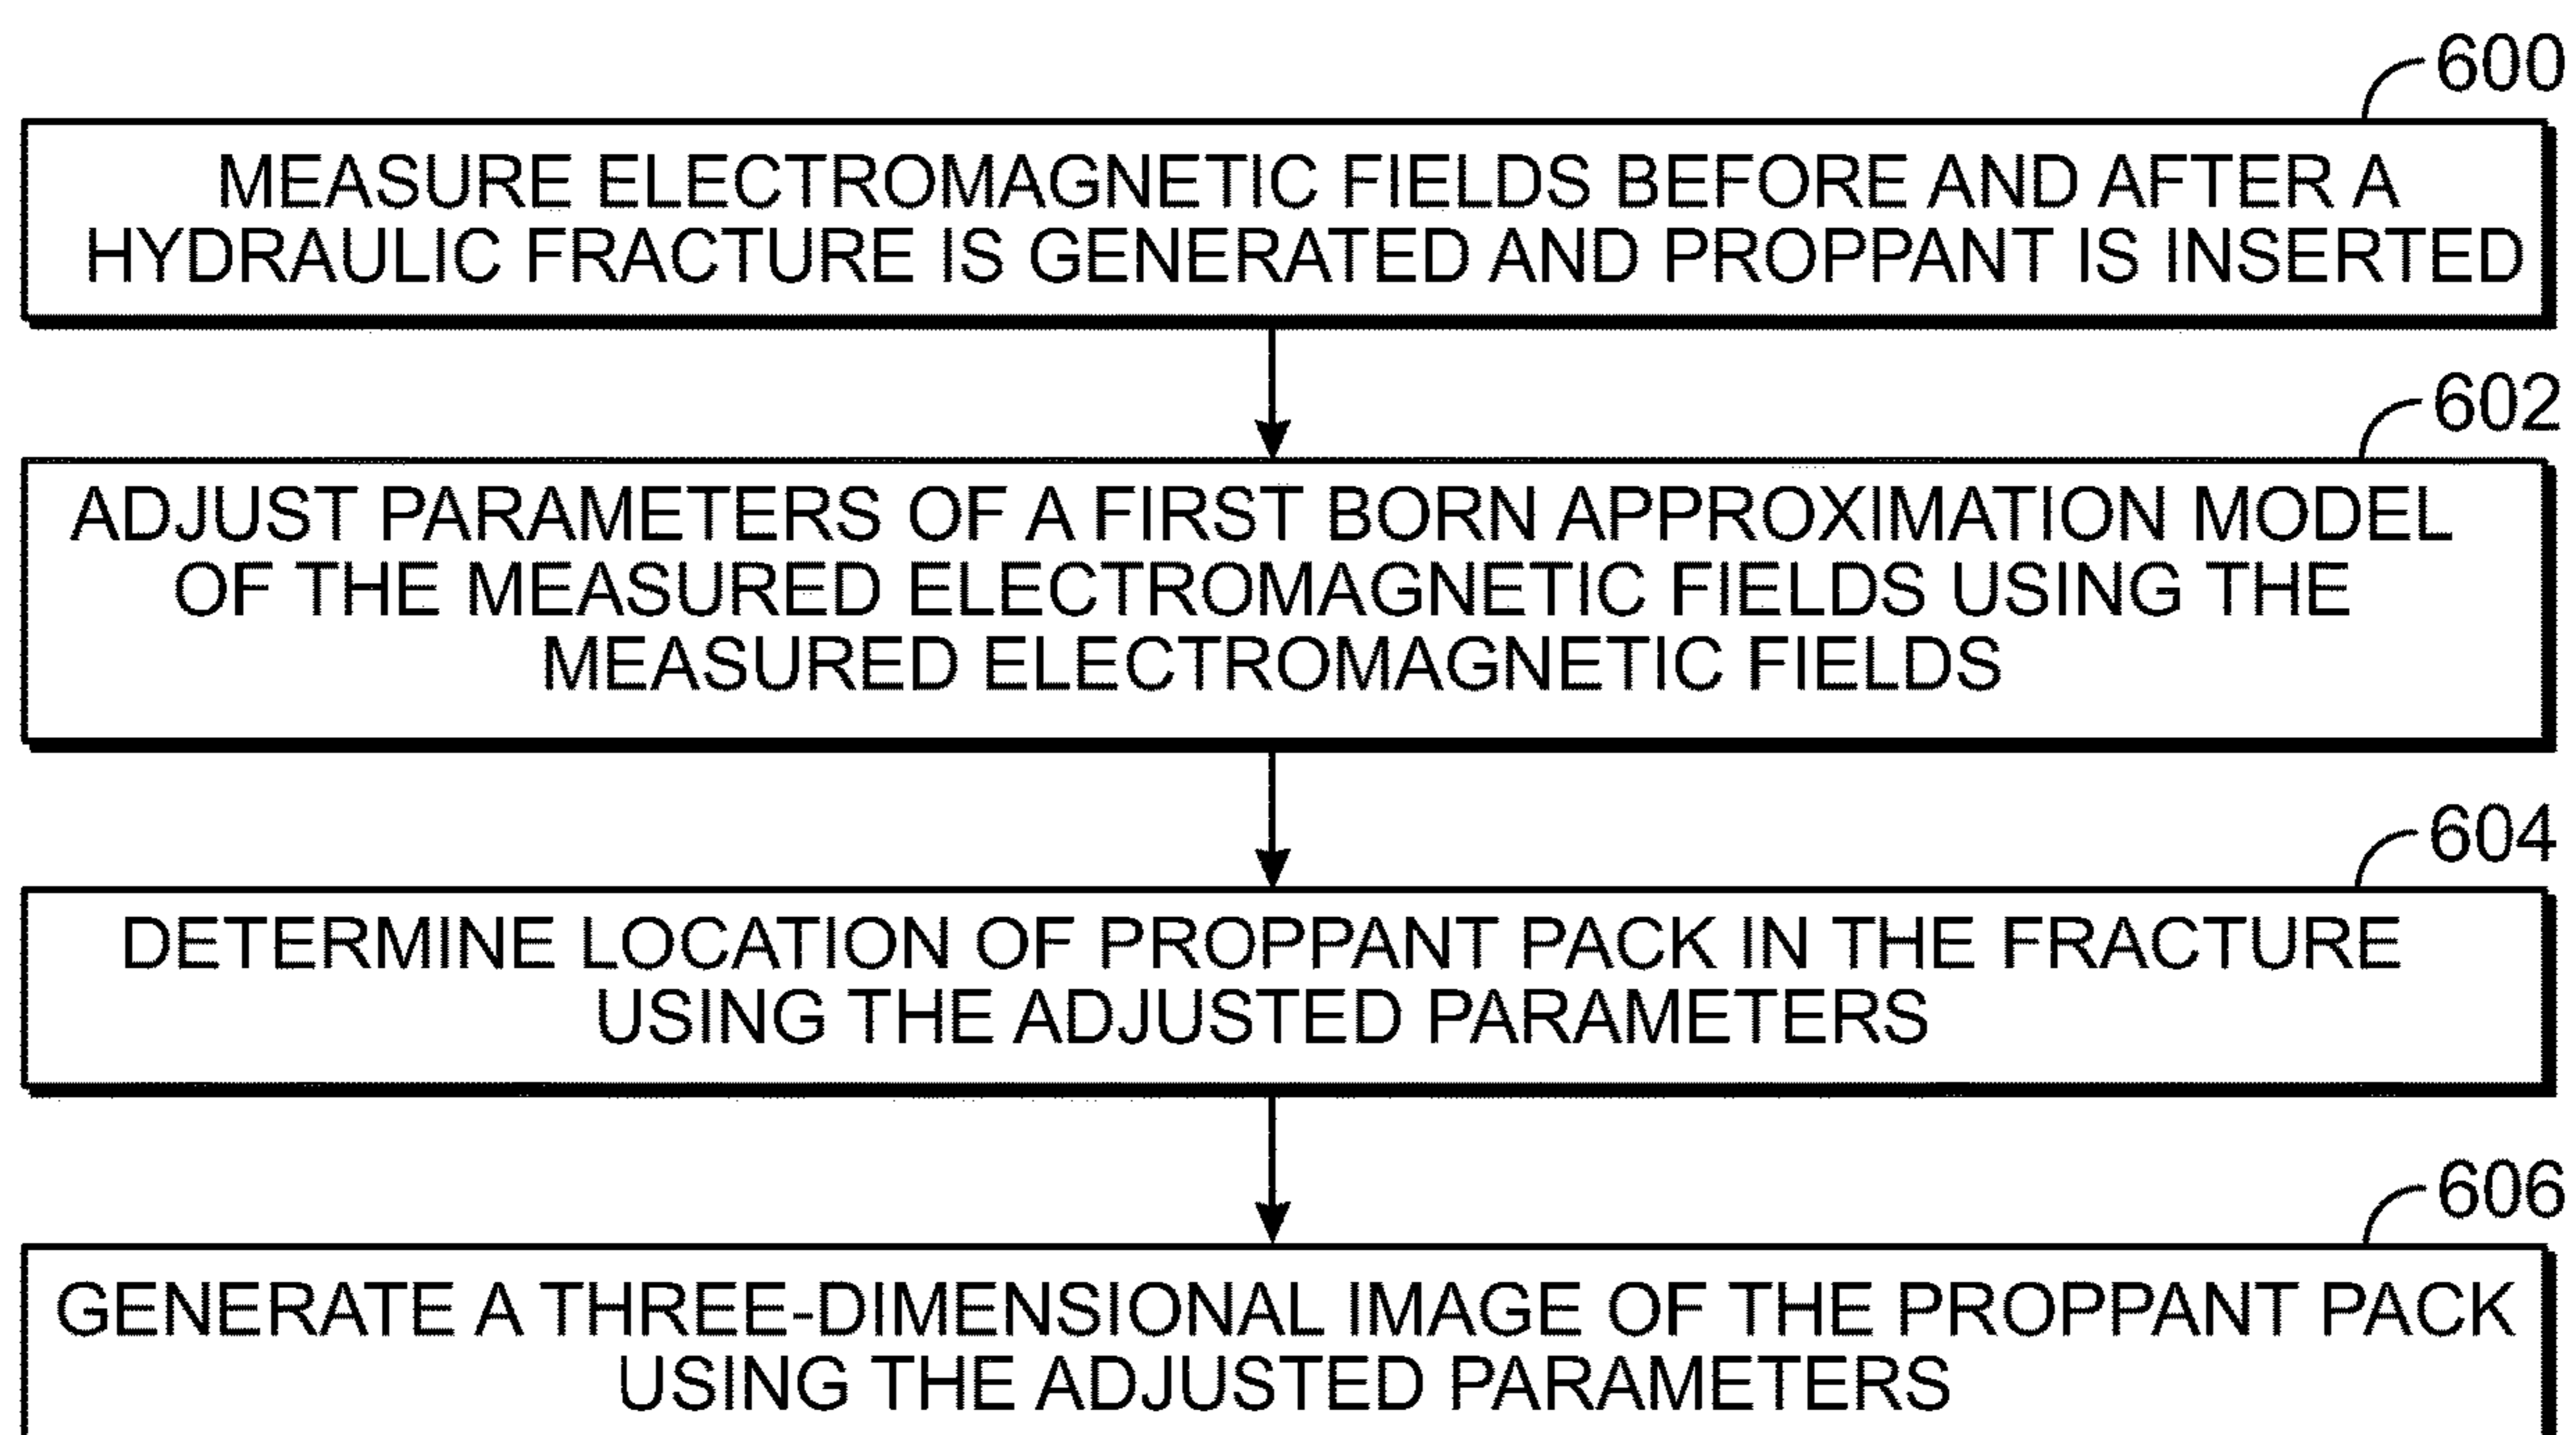 600
MEASURE ELECTROMAGNETIC FIELDS BEFORE AND AFTER A
HYDRAULIC FRACTURE IS GENERATED AND PROPPANT IS INSERTED
602
ADJUST PARAMETERS OF A FIRST BORN APPROXIMATION MODEL
OF THE MEASURED ELECTROMAGNETIC FIELDS USING THE
MEASURED ELECTROMAGNETIC FIELDS
604
DETERMINE LOCATION OF PROPPANT PACK IN THE FRACTURE
USING THE ADJUSTED PARAMETERS
606
GENERATE A THREE-DIMENSIONAL IMAGE OF THE PROPPANT PACK
USING THE ADJUSTED PARAMETERS